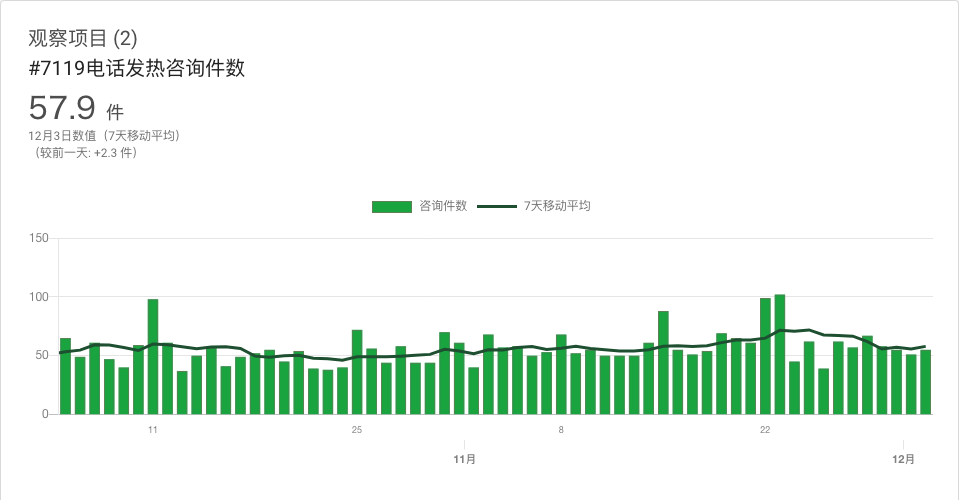 观察项目 (2)
#7119电话发热咨询件数
57.9 件
12月3日数值（7天移动平均）
（较前一天: +2.3 件）
咨询件数 7天移动平均
150
100
50
0
11 25 8 22
11月 12月